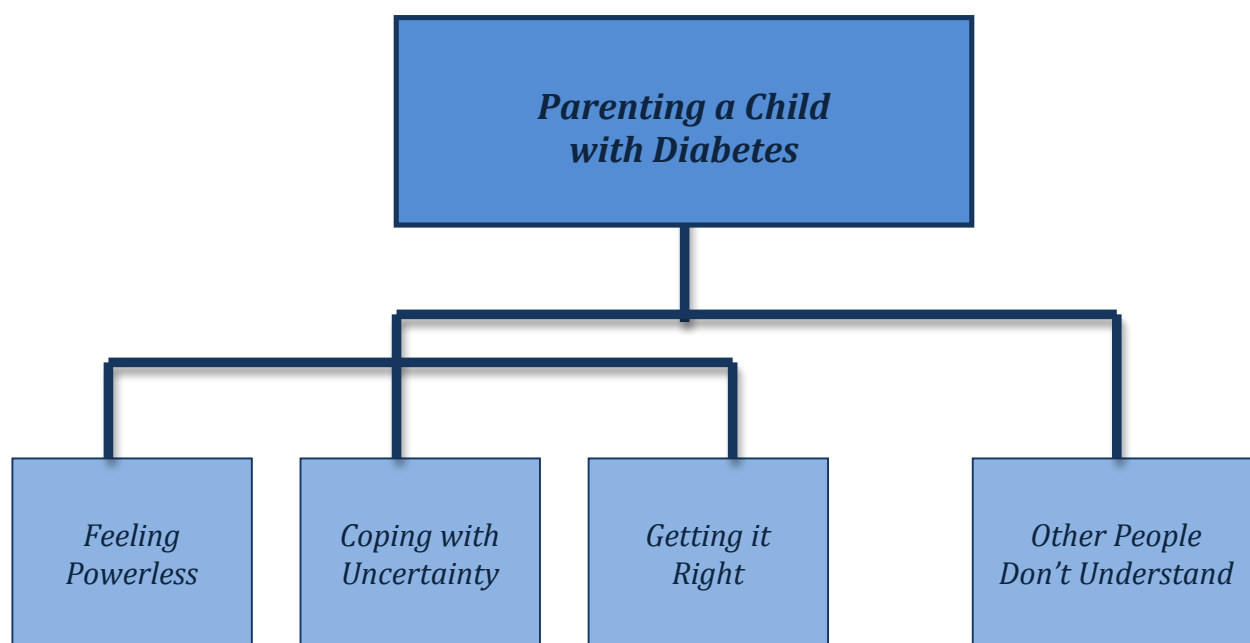 Parenting a Child
with Diabetes
Feeling
Powerless
Coping with
Uncertainty
Getting it
Right
Other People
Don’t Understand